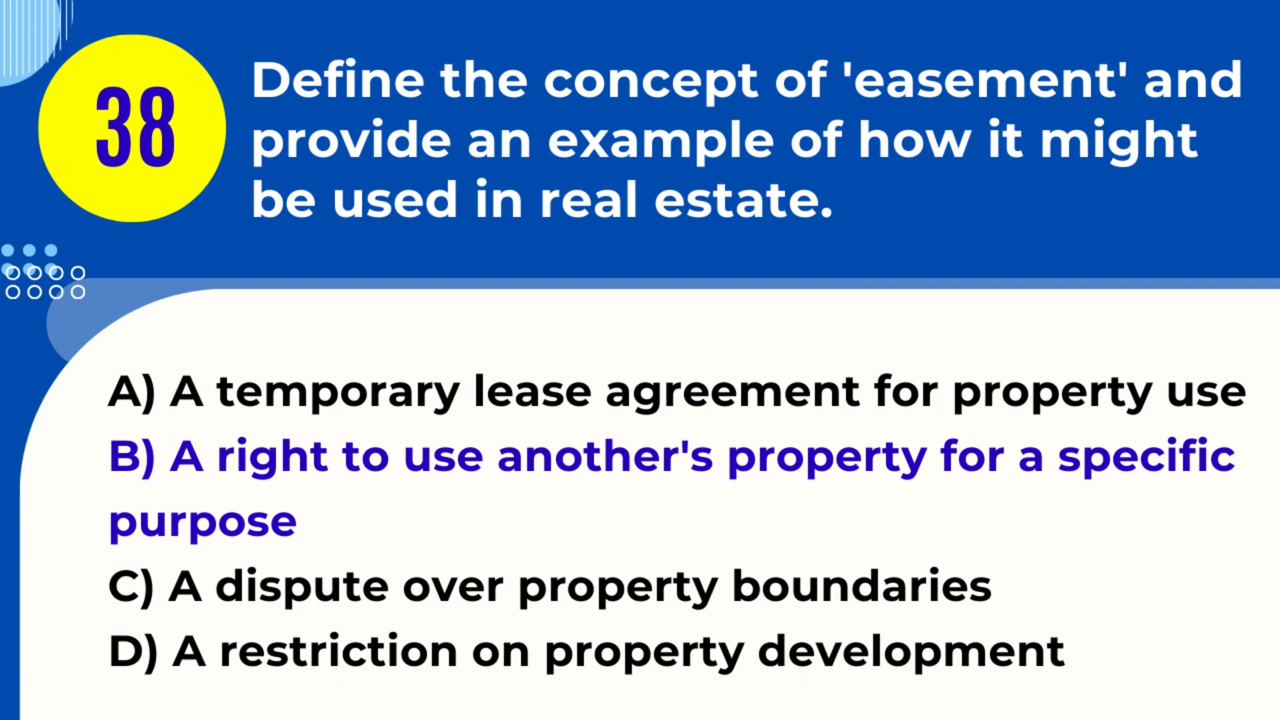 38
Define the concept of 'easement' and
provide an example of how it might
be used in real estate.
A) A temporary lease agreement for property use
B) A right to use another's property for a specific
purpose
C) A dispute over property boundaries
D) A restriction on property development